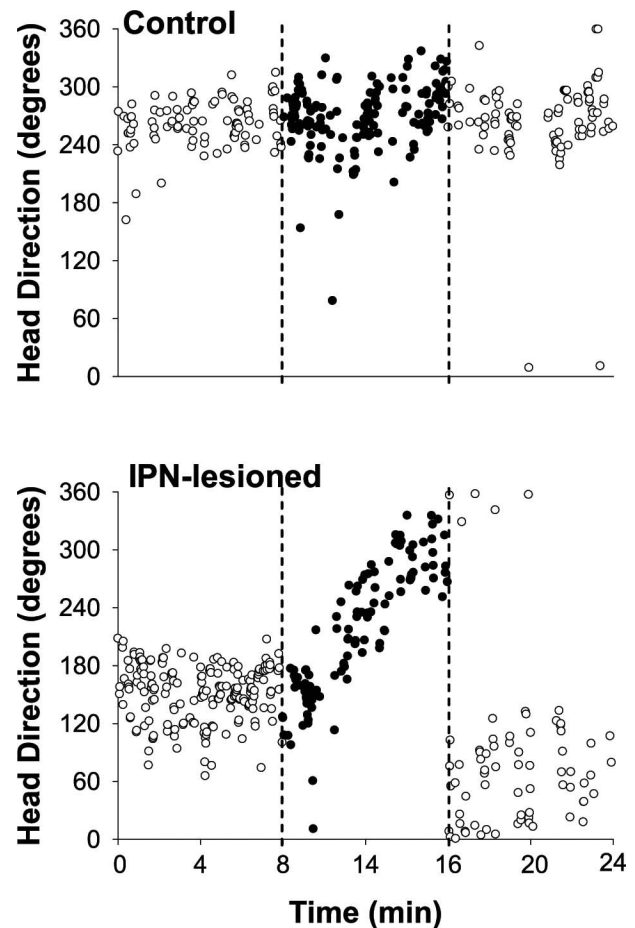 Control
Head Direction (degrees)
360
300
240
180
120
60
0
IPN-lesioned
Head Direction (degrees)
360
300
240
180
120
60
0
0 4 8 14 16 20 24
Time (min)